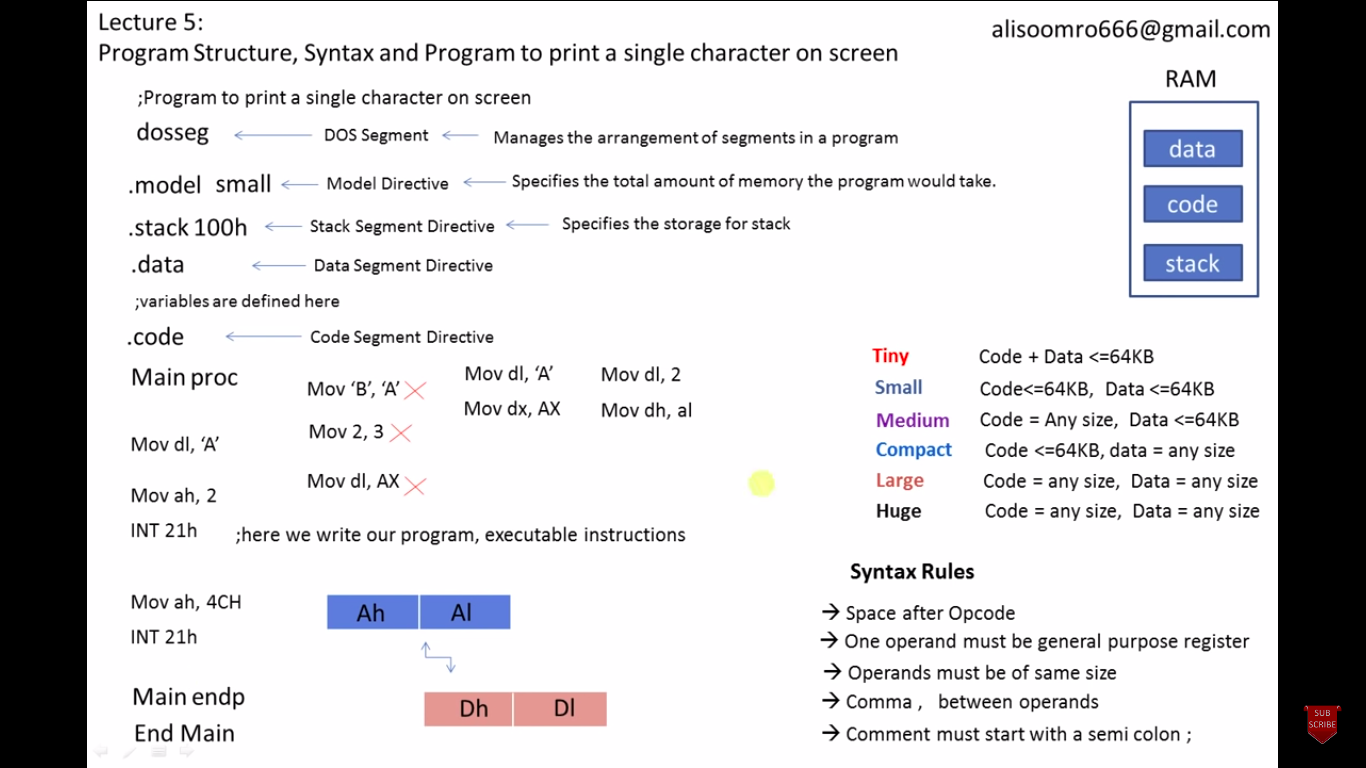 Lecture 5:
alisoomro666@gmail.com
Program Structure, Syntax and Program to print a single character on screen
RAM
data
code
stack
;Program to print a single character on screen
dosseg DOS Segment Manages the arrangement of segments in a program
.model small Model Directive Specifies the total amount of memory the program would take.
.stack 100h Stack Segment Directive Specifies the storage for stack
.data Data Segment Directive
;variables are defined here
.code Code Segment Directive
Main proc
Mov ‘B’, ‘A’
Mov 2, 3
Mov dl, AX
Mov dl, ‘A’
Mov dx, AX
Mov dl, 2
Mov dh, al
Mov dl, ‘A’
Mov ah, 2
INT 21h
;here we write our program, executable instructions
Mov ah, 4CH
INT 21h
Ah Al
Dh Dl
Main endp
End Main
Tiny Code + Data <=64KB
Small Code<=64KB, Data <=64KB
Medium Code = Any size, Data <=64KB
Compact Code <=64KB, data = any size
Large Code = any size, Data = any size
Huge Code = any size, Data = any size
Syntax Rules
→ Space after Opcode
→ One operand must be general purpose register
→ Operands must be of same size
→ Comma , between operands
→ Comment must start with a semi colon ;
SUB
SCRIBE